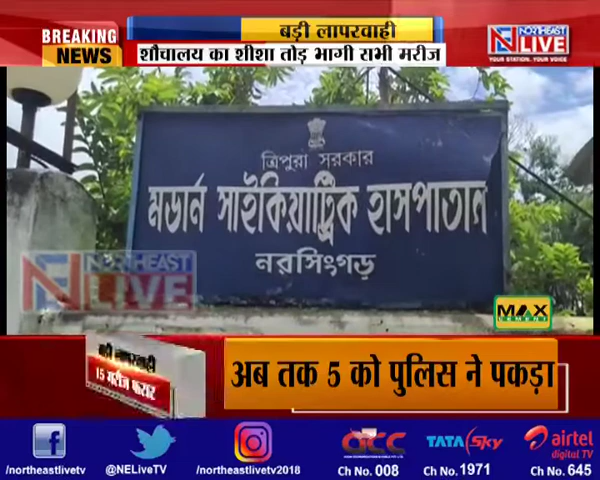 BREAKING
NEWS
बड़ी लापरवाही
शौचालय का शीशा तोड़ भागी सभी मरीज
NORTHEAST
LIVE
YOUR STATION. YOUR VOICE
ত্রিপুরা সরকার
মডার্ন সাইকিয়াট্রিক হাসপাতাল
নরসিংগড়
NORTHEAST
LIVE
MAX
CEMENT
बड़ी लापरवाही
15 मरीज फरार
अब तक 5 को पुलिस ने पकड़ा
/northeastlivetv
@NELiveTV
/northeastlivetv2018
Ch No. 008
TATA Sky
Ch No.1971
airtel
digital TV
Ch No. 645